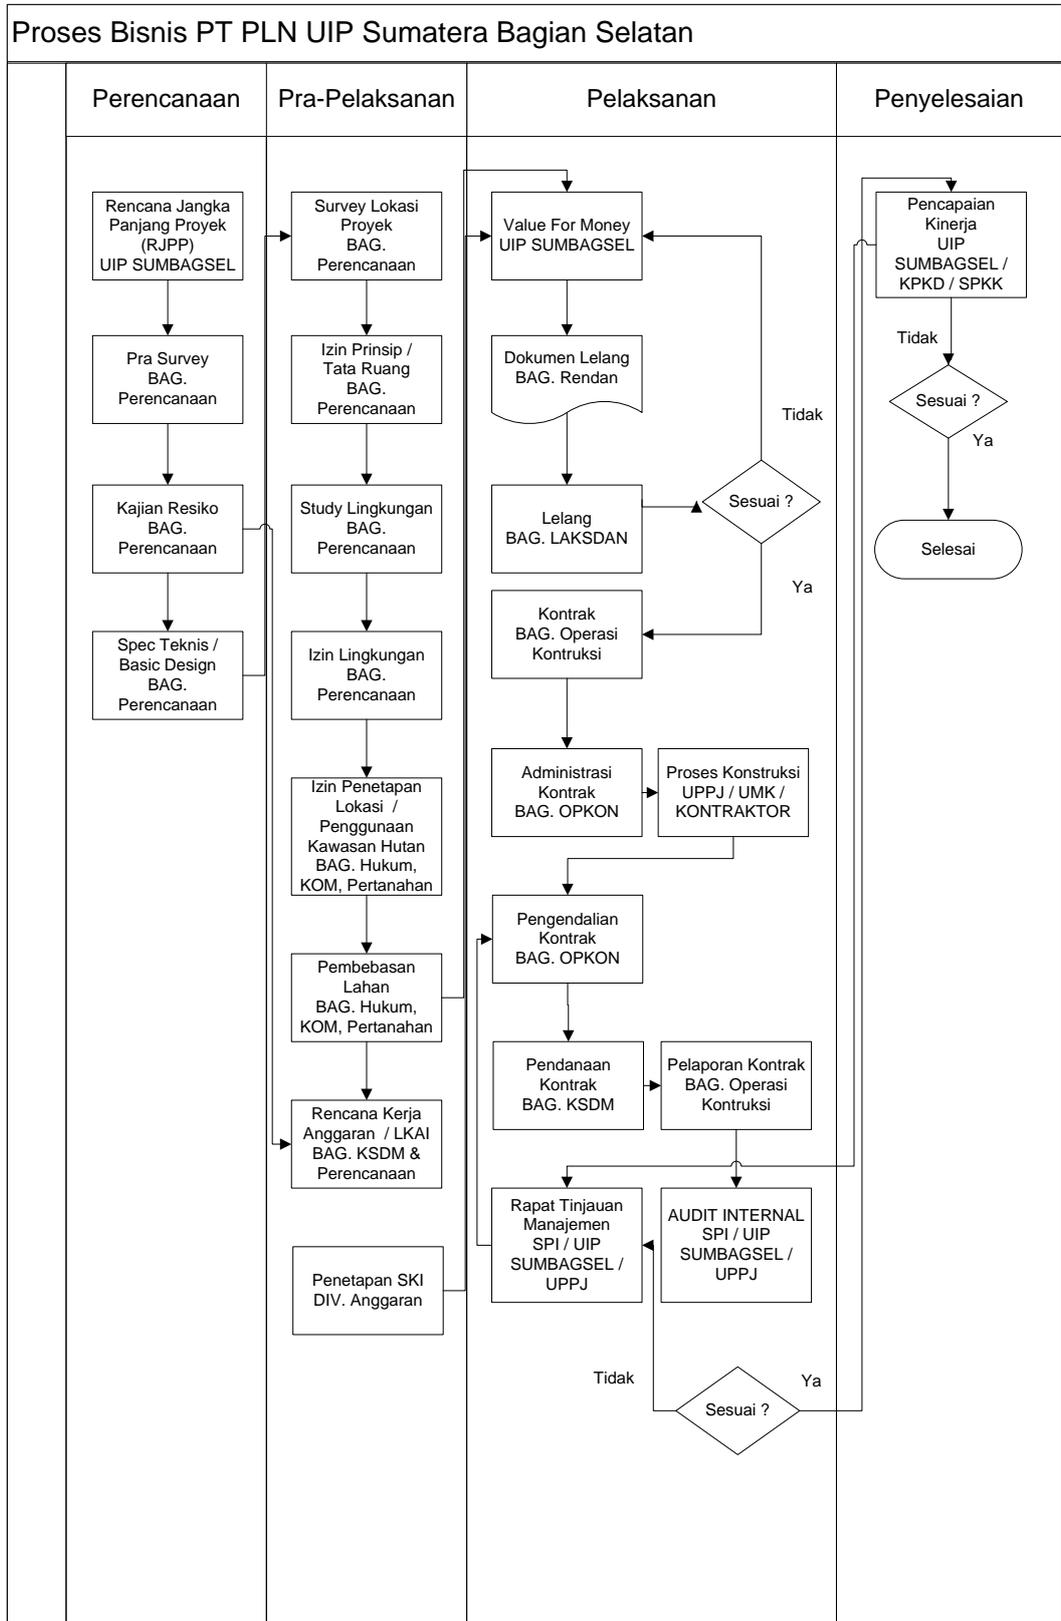 Proses Bisnis PT PLN UIP Sumatera Bagian Selatan
Perencanaan
Pra-Pelaksanan
Pelaksanan
Penyelesaian
Rencana Jangka
Panjang Proyek
(RJPP)
UIP SUMBAGSEL
Pra Survey
BAG.
Perencanaan
Kajian Resiko
BAG.
Perencanaan
Spec Teknis /
Basic Design
BAG.
Perencanaan
Survey Lokasi
Proyek
BAG.
Perencanaan
Izin Prinsip /
Tata Ruang
BAG.
Perencanaan
Study Lingkungan
BAG.
Perencanaan
Izin Lingkungan
BAG.
Perencanaan
Izin Penetapan
Lokasi /
Penggunaan
Kawasan Hutan
BAG. Hukum,
KOM, Pertanahan
Pembebasan
Lahan
BAG. Hukum,
KOM, Pertanahan
Rencana Kerja
Anggaran / LKAI
BAG. KSDM &
Perencanaan
Penetapan SKI
DIV. Anggaran
Value For Money
UIP SUMBAGSEL
Dokumen Lelang
BAG. Rendan
Lelang
BAG. LAKSDAN
Tidak
Sesuai ?
Ya
Kontrak
BAG. Operasi
Kontruksi
Administrasi
Kontrak
BAG. OPKON
Proses Konstruksi
UPPJ / UMK /
KONTRAKTOR
Pengendalian
Kontrak
BAG. OPKON
Pendanaan
Kontrak
BAG. KSDM
Pelaporan Kontrak
BAG. Operasi
Kontruksi
Rapat Tinjauan
Manajemen
SPI / UIP
SUMBAGSEL /
UPPJ
AUDIT INTERNAL
SPI / UIP
SUMBAGSEL /
UPPJ
Tidak
Sesuai ?
Ya
Pencapaian
Kinerja
UIP
SUMBAGSEL /
KPKD / SPKK
Tidak
Sesuai ?
Ya
Selesai